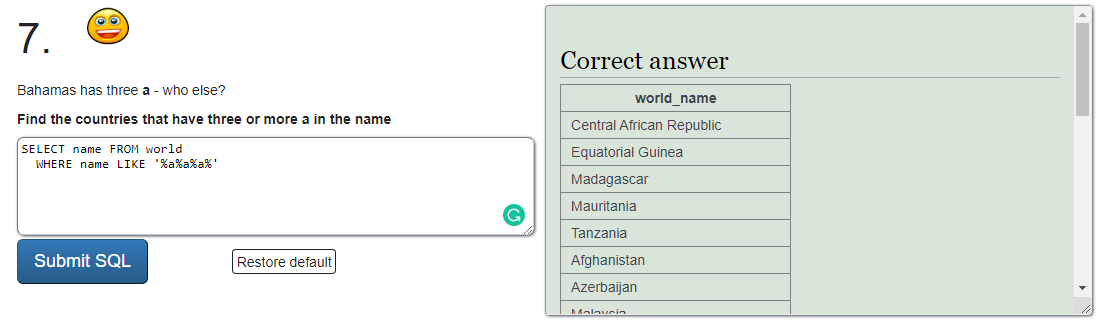 7.
Bahamas has three a - who else?
Find the countries that have three or more a in the name
SELECT name FROM world
WHERE name LIKE '%a%a%a%'
Submit SQL
Restore default
Correct answer
world_name
Central African Republic
Equatorial Guinea
Madagascar
Mauritania
Tanzania
Afghanistan
Azerbaijan
Malaysia